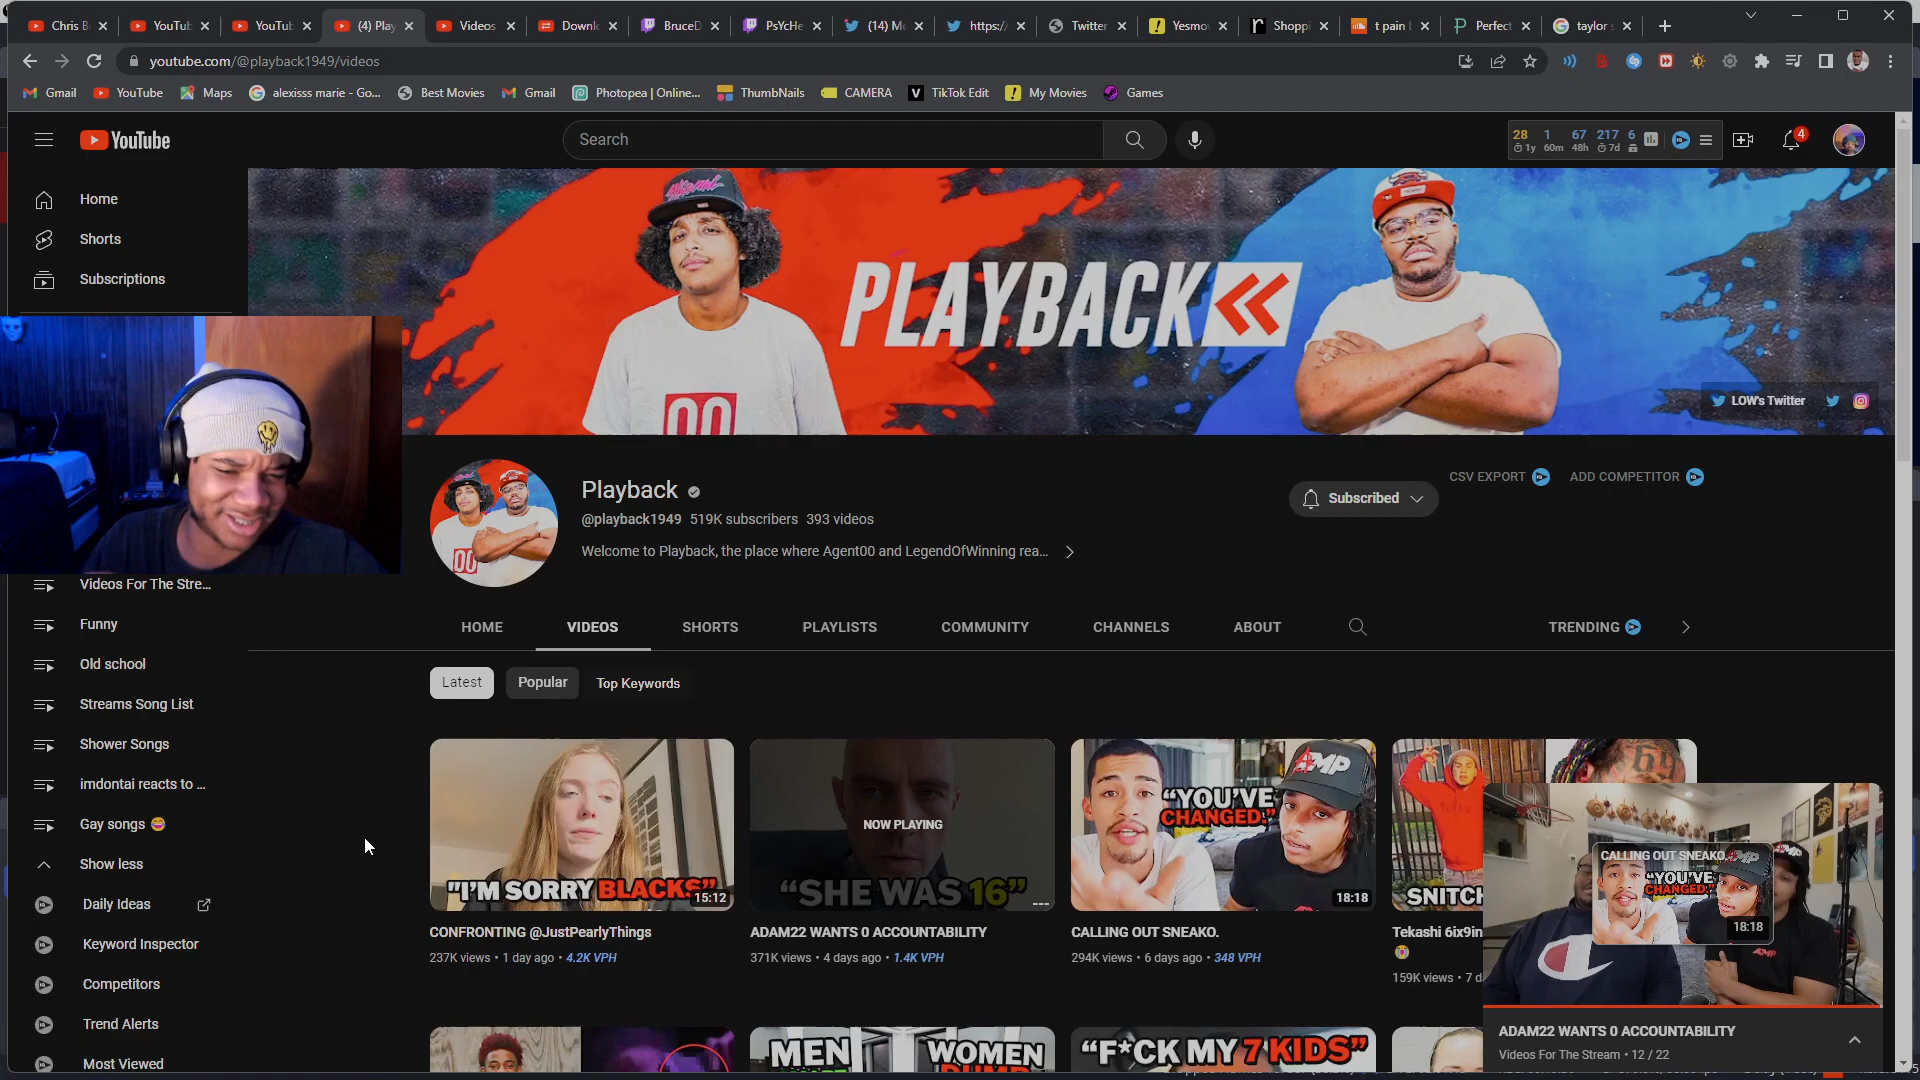 Chris B
YouTub
YouTub
(4) Play
Videos
Downlo
BruceD
PsYcHe
(14) Me
https:/
Twitter
Yesmo
Shoppi
t pain
Perfect
taylor
youtube.com/@playback1949/videos
Gmail
YouTube
Maps
alexisss marie - Go...
Best Movies
Gmail
Photopea | Online...
ThumbNails
CAMERA
TikTok Edit
My Movies
Games
YouTube
Search
28 1 67 217 6
1y 60m 48h 7d
4
Home
Shorts
Subscriptions
PLAYBACK
00
LOW's Twitter
Playback
@playback1949 519K subscribers 393 videos
Welcome to Playback, the place where Agent00 and LegendOfWinning rea...
Subscribed
CSV EXPORT
ADD COMPETITOR
HOME
VIDEOS
SHORTS
PLAYLISTS
COMMUNITY
CHANNELS
ABOUT
TRENDING
Latest
Popular
Top Keywords
Videos For The Stre...
Funny
Old school
Streams Song List
Shower Songs
imdontai reacts to ...
Gay songs 😂
Show less
Daily Ideas
Keyword Inspector
Competitors
Trend Alerts
Most Viewed
"I'M SORRY BLACKS"
15:12
CONFRONTING @JustPearlyThings
237K views • 1 day ago • 4.2K VPH
NOW PLAYING
"SHE WAS 16"
ADAM22 WANTS 0 ACCOUNTABILITY
371K views • 4 days ago • 1.4K VPH
AMP
"YOU'VE
CHANGED."
18:18
CALLING OUT SNEAKO.
294K views • 6 days ago • 348 VPH
SNITCH
Tekashi 6ix9in
159K views • 7 d
CALLING OUT SNEAKO.
AMP
"YOU'VE
CHANGED."
18:18
ADAM22 WANTS 0 ACCOUNTABILITY
Videos For The Stream • 12 / 22
MEN
WOMEN
DUMP
"F*CK MY 7 KIDS"